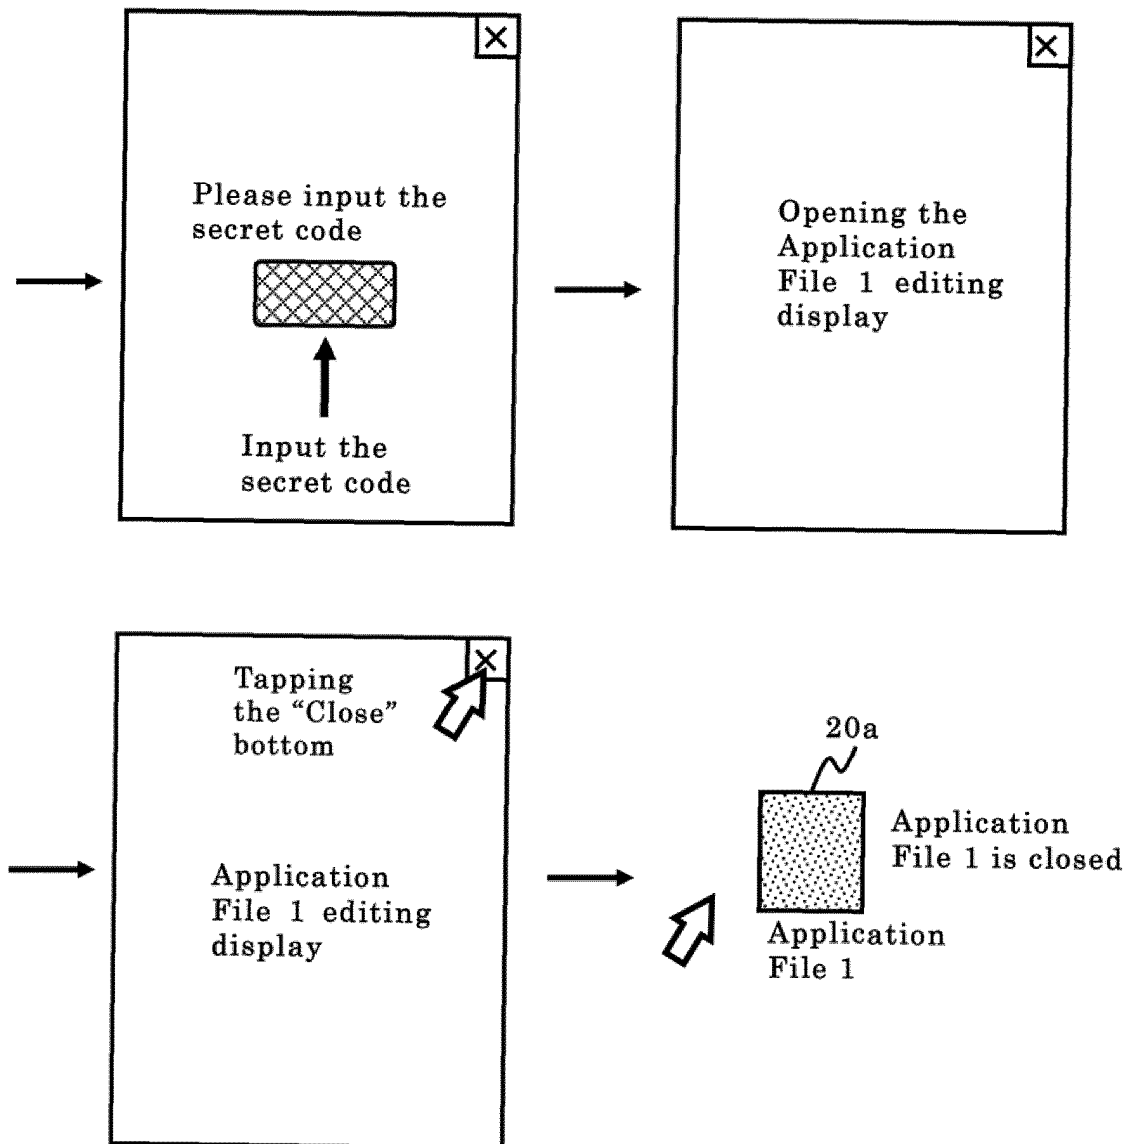 Please input the
secret code
Input the
secret code
Opening the
Application
File 1 editing
display
Tapping
the “Close”
bottom
Application
File 1 editing
display
20a
Application
File 1 is closed
Application
File 1